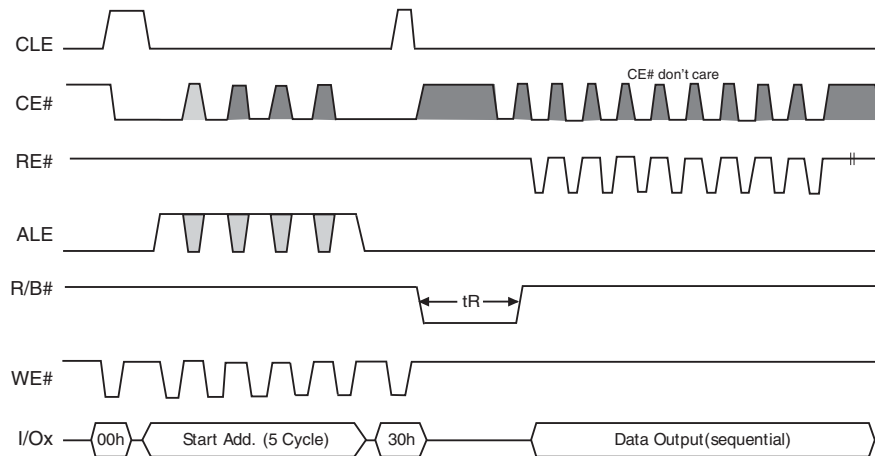 CLE
CE# don't care
CE#
RE#
ALE
R/B#
tR
WE#
I/Ox
00h
Start Add. (5 Cycle)
30h
Data Output(sequential)